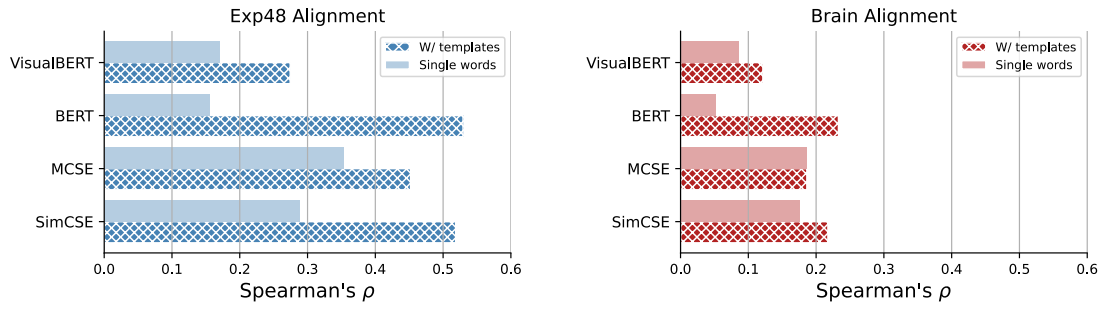 Exp48 Alignment
W/ templates
Single words
VisualBERT
BERT
MCSE
SimCSE
0.0 0.1 0.2 0.3 0.4 0.5 0.6
Spearman's ρ
Brain Alignment
W/ templates
Single words
VisualBERT
BERT
MCSE
SimCSE
0.0 0.1 0.2 0.3 0.4 0.5 0.6
Spearman's ρ